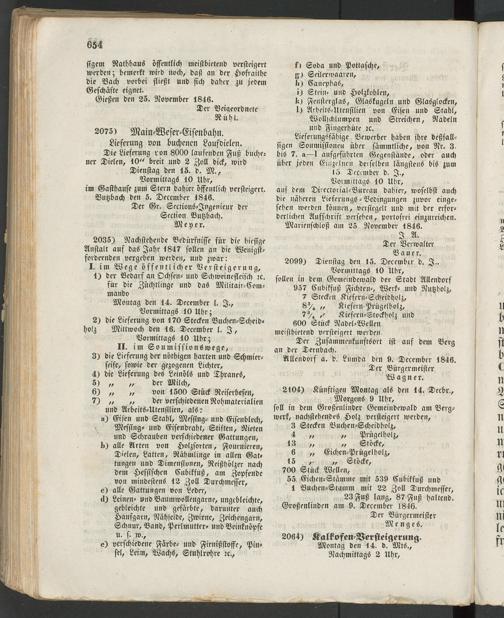 654
sigem Rathhaus öffentlich meistbietend versteigert
werden; bemerkt wird noch, daß an der Hofraithe
die Bach vorbei fließt und sich daher zu jedem
Geschäfte eignet.
Gießen den 25. November 1846.
Der Beigeordnete
Rühl.
2075) Main-Weser-Eisenbahn.
Lieferung von buchenen Laufdielen.
Die Lieferung von 8000 laufenden Fuß buche-
ner Dielen, 10" breit und 2 Zoll dick, wird
Dienstag den 15. d. M.,
Vormittags 10 Uhr,
im Gasthause zum Stern dahier öffentlich versteigert.
Butzbach den 5. December 1846.
Der Gr. Sections-Ingenieur der
Section Butzbach.
Meyer.
2035) Nachstehende Bedürfnisse für die hiesige
Anstalt auf das Jahr 1847 sollen an die Wenigst-
fordernden vergeben werden, und zwar:
I. im Wege öffentlicher Versteigerung,
1) der Bedarf an Ochsen- und Schweinefleisch ꝛc.
für die Züchtlinge und das Militair-Com-
mando
Montag den 14. December l. J.,
Vormittags 10 Uhr;
2) die Lieferung von 170 Stecken Buchen-Scheid-
holz Mittwoch den 16. December l. J.,
Vormittags 10 Uhr;
II. im Soumissionswege,
3) die Lieferung der nöthigen harten und Schmier-
seife, sowie der gezogenen Lichter,
4) die Lieferung des Leinöls und Thranes,
5) „ „ der Milch,
6) „ „ von 1500 Stück Reiserbesen,
7) „ „ der verschiedenen Rohmaterialien
und Arbeits-Utensilien, als:
a) Eisen und Stahl, Messing- und Eisenblech,
Messing- und Eisendraht, Stiften, Nieten
und Schrauben verschiedener Gattungen,
b) alle Arten von Holzsorten, Fournieren,
Dielen, Latten, Rähmlinge in allen Gat-
tungen und Dimensionen, Reißhölzer nach
dem Hessischen Cubikfuß, am Zopfende
von mindestens 12 Zoll Durchmesser,
c) alle Gattungen von Leder,
d) Leinen- und Baumwollengarne, ungebleichte,
gebleichte und gefärbte, darunter auch
Hanfgarn, Nähseide, Zwirne, Zeichengarn,
Schnur, Band, Perlmutter- und Beinknöpfe
u. s. w.,
e) verschiedene Färbe- und Firnißstoffe, Pin-
sel, Leim, Wachs, Stuhlrohre ꝛc.,
f) Soda und Pottasche,
g) Seilerwaaren,
h) Canephas,
i) Stein- und Holzkohlen,
k) Fensterglas, Glaskugeln und Glasglocken,
l) Arbeits-Utensilien von Eisen und Stahl,
Wollschlumpen und Streichen, Nadeln
und Fingerhüte ꝛc.
Lieferungsfähige Bewerber haben ihre desfall-
sigen Soumissionen über sämmtliche, von Nr. 3.
bis 7. a—l aufgeführten Gegenstände, oder auch
über jeden Einzelnen derselben längstens bis zum
15. December d. J.,
Vormittags 10 Uhr,
auf dem Directorial-Bureau dahier, woselbst auch
die näheren Lieferungs-Bedingungen zuvor einge-
sehen werden können, versiegelt und mit der erfor-
derlichen Aufschrift versehen, portofrei einzureichen.
Marienschloß am 25. November 1846.
J. A.
Der Verwalter
Bauer.
2099) Dienstag den 15. December d. J.,
Vormittags 10 Uhr,
sollen in dem Gemeindewald der Stadt Allendorf
957 Cubikfuß Fichten-, Werk- und Nutzholz,
7 Stecken Kiefern-Scheidholz,
8¾ „ Kiefern-Prügelholz,
7¾ „ Kiefern-Stockholz und
600 Stück Nadel-Wellen
meistbietend versteigert werden.
Der Zusammenkunftsort ist auf dem Berg
an der Dernbach.
Allendorf a. d. Lumda den 9. December 1846.
Der Bürgermeister
Wagner.
2104) Künftigen Montag als den 14. Decbr.,
Morgens 9 Uhr,
soll in dem Großenlinder Gemeindewald am Berg-
werk, nachstehendes Holz versteigert werden,
3 Stecken Buchen-Scheidholz,
4 „ „ Prügelholz,
13 „ „ Stöcke,
6 „ Eichen-Prügelholz,
15 „ „ Stöcke,
700 Stück Wellen,
55 Eichen-Stämme mit 539 Cubikfuß und
1 Buchen-Stamm mit 22 Zoll Durchmesser,
23 Fuß lang, 87 Fuß haltend.
Großenlinden am 9. December 1846.
Der Bürgermeister
Menges.
2064) Kalkofen-Versteigerung.
Montag den 14. d. Mts.,
Nachmittags 2 Uhr,